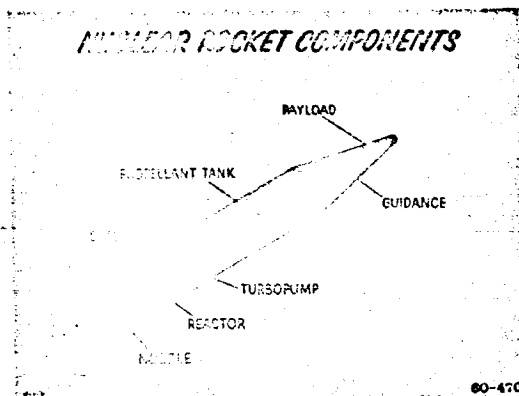 NUCLEAR ROCKET COMPONENTS
PAYLOAD
PROPELLANT TANK
GUIDANCE
TURBOPUMP
REACTOR
NOZZLE
60-470